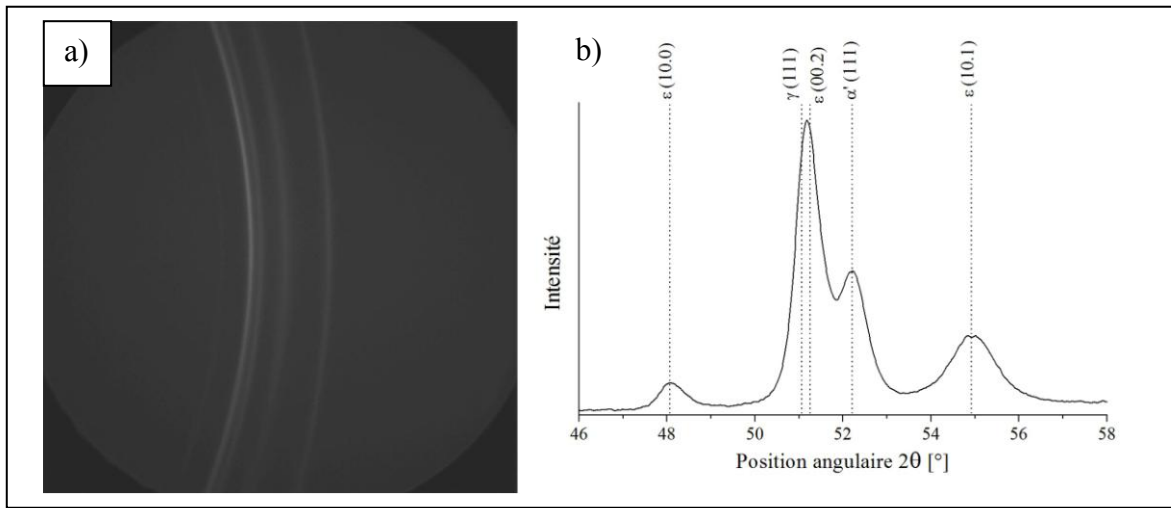 a)
b)
ε (10.0)
γ (111)
ε (00.2)
α' (111)
ε (10.1)
Intensité
46
48
50
52
54
56
58
Position angulaire 2θ [°]